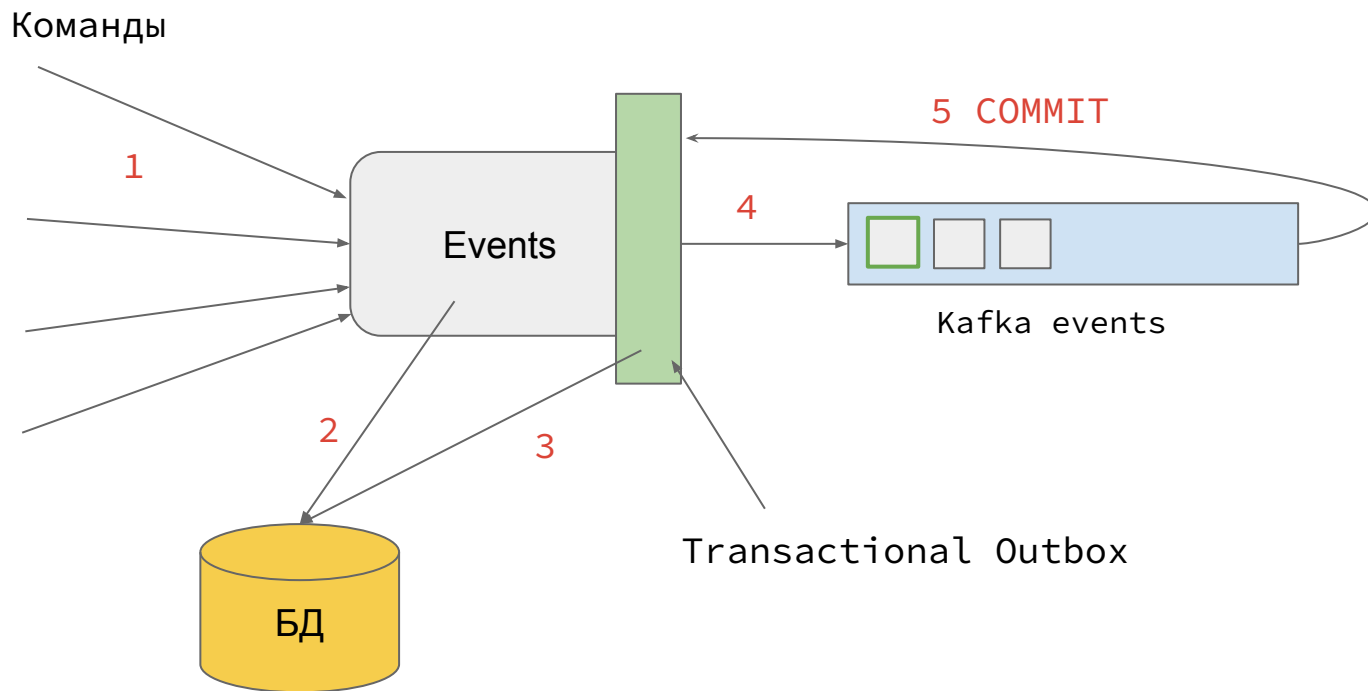 Команды
5 COMMIT
1
4
Events
Kafka events
2
3
Transactional Outbox
БД